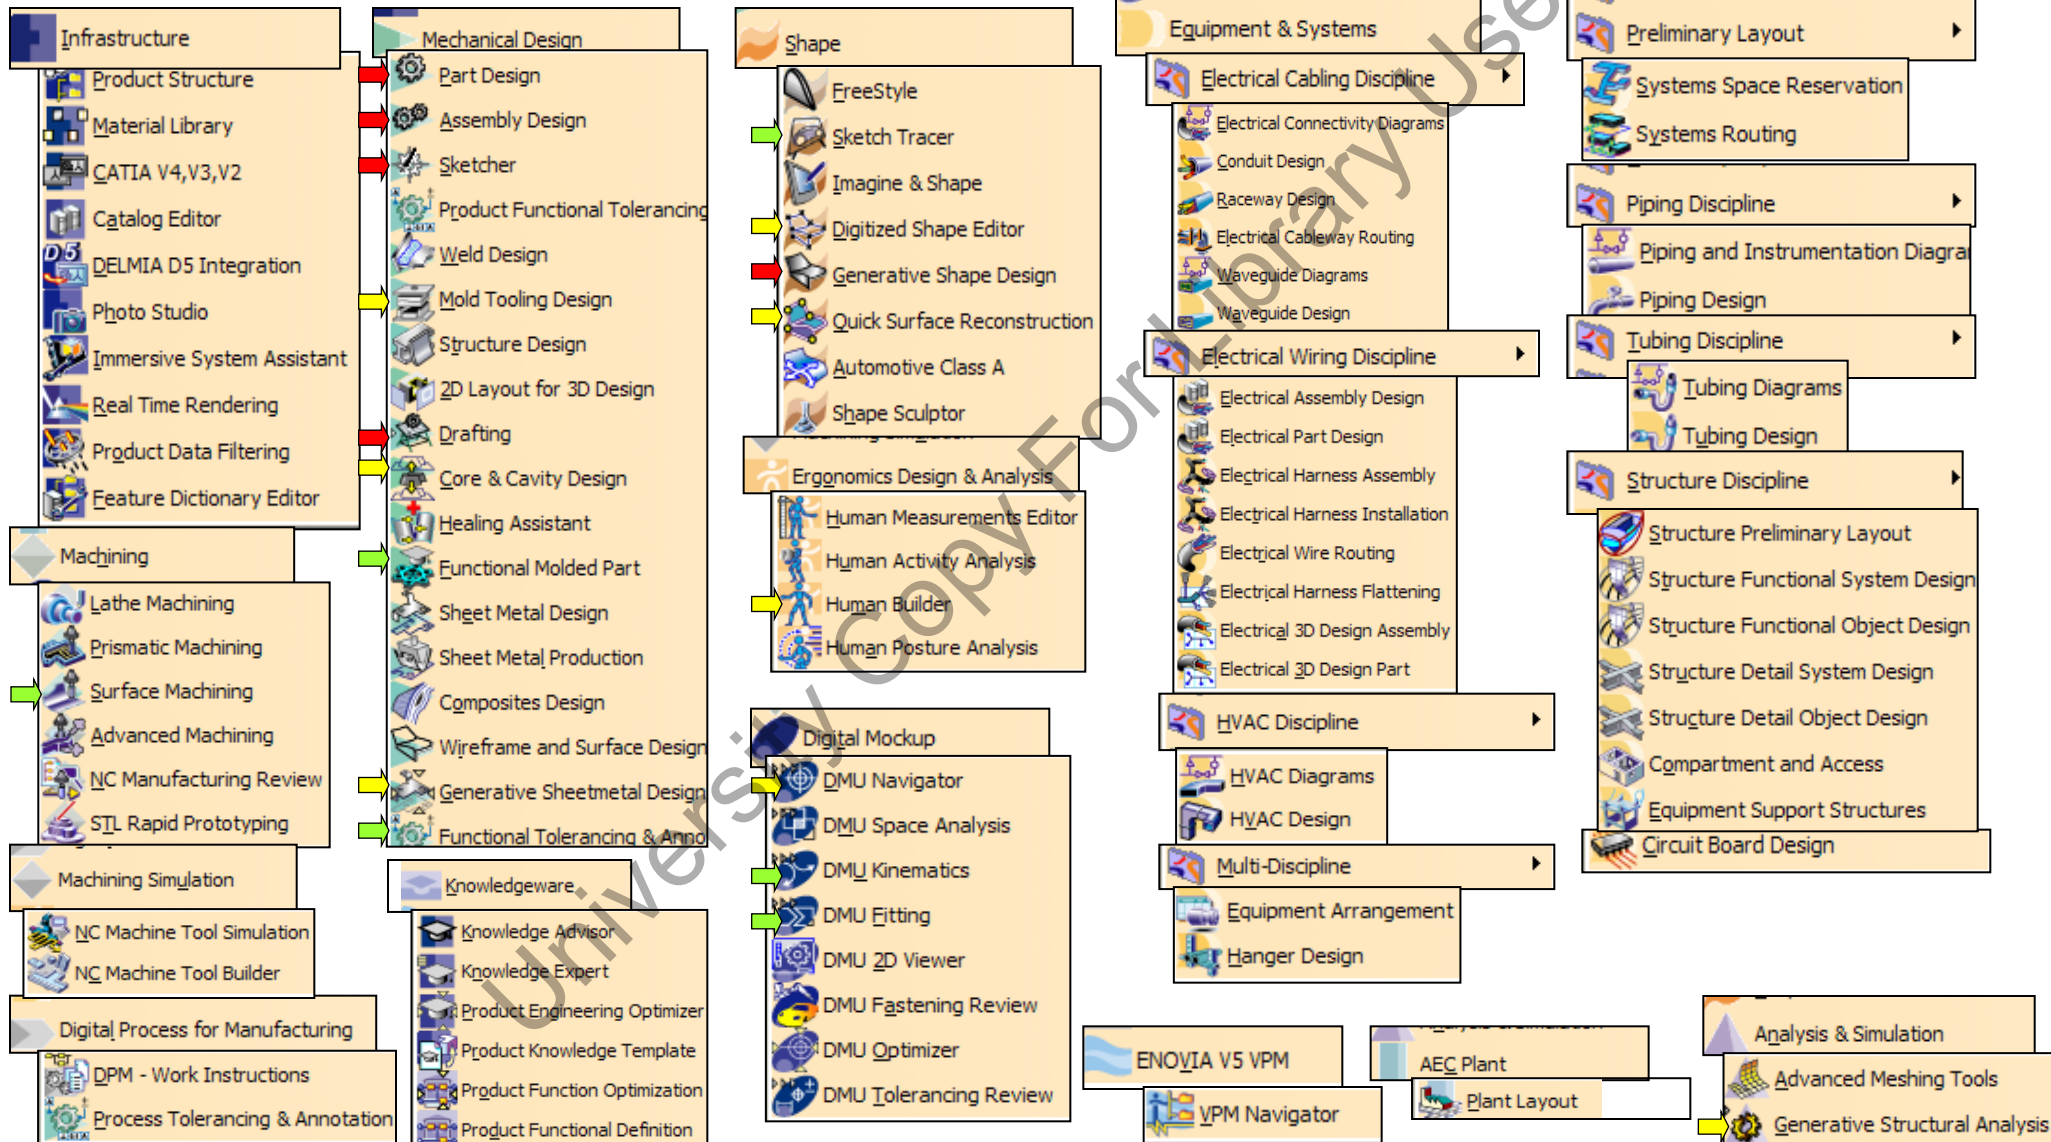 Infrastructure
Product Structure
Material Library
CATIA V4,V3,V2
Catalog Editor
DELMIA D5 Integration
Photo Studio
Immersive System Assistant
Real Time Rendering
Product Data Filtering
Feature Dictionary Editor
Machining
Lathe Machining
Prismatic Machining
Surface Machining
Advanced Machining
NC Manufacturing Review
STL Rapid Prototyping
Machining Simulation
NC Machine Tool Simulation
NC Machine Tool Builder
Digital Process for Manufacturing
DPM - Work Instructions
Process Tolerancing & Annotation
Mechanical Design
Part Design
Assembly Design
Sketcher
Product Functional Tolerancing
Weld Design
Mold Tooling Design
Structure Design
2D Layout for 3D Design
Drafting
Core & Cavity Design
Healing Assistant
Functional Molded Part
Sheet Metal Design
Sheet Metal Production
Composites Design
Wireframe and Surface Design
Generative Sheetmetal Design
Functional Tolerancing & Anno
Knowledgeware
Knowledge Advisor
Knowledge Expert
Product Engineering Optimizer
Product Knowledge Template
Product Function Optimization
Product Functional Definition
Shape
FreeStyle
Sketch Tracer
Imagine & Shape
Digitized Shape Editor
Generative Shape Design
Quick Surface Reconstruction
Automotive Class A
Shape Sculptor
Ergonomics Design & Analysis
Human Measurements Editor
Human Activity Analysis
Human Builder
Human Posture Analysis
Digital Mockup
DMU Navigator
DMU Space Analysis
DMU Kinematics
DMU Fitting
DMU 2D Viewer
DMU Fastening Review
DMU Optimizer
DMU Tolerancing Review
Equipment & Systems
Electrical Cabling Discipline
Electrical Connectivity Diagrams
Conduit Design
Raceway Design
Electrical Cableway Routing
Waveguide Diagrams
Waveguide Design
Electrical Wiring Discipline
Electrical Assembly Design
Electrical Part Design
Electrical Harness Assembly
Electrical Harness Installation
Electrical Wire Routing
Electrical Harness Flattening
Electrical 3D Design Assembly
Electrical 3D Design Part
HVAC Discipline
HVAC Diagrams
HVAC Design
Multi-Discipline
Equipment Arrangement
Hanger Design
ENOVIA V5 VPM
VPM Navigator
AEC Plant
Plant Layout
Preliminary Layout
Systems Space Reservation
Systems Routing
Piping Discipline
Piping and Instrumentation Diagra
Piping Design
Tubing Discipline
Tubing Diagrams
Tubing Design
Structure Discipline
Structure Preliminary Layout
Structure Functional System Design
Structure Functional Object Design
Structure Detail System Design
Structure Detail Object Design
Compartment and Access
Equipment Support Structures
Circuit Board Design
Analysis & Simulation
Advanced Meshing Tools
Generative Structural Analysis
University Copy For Library Use